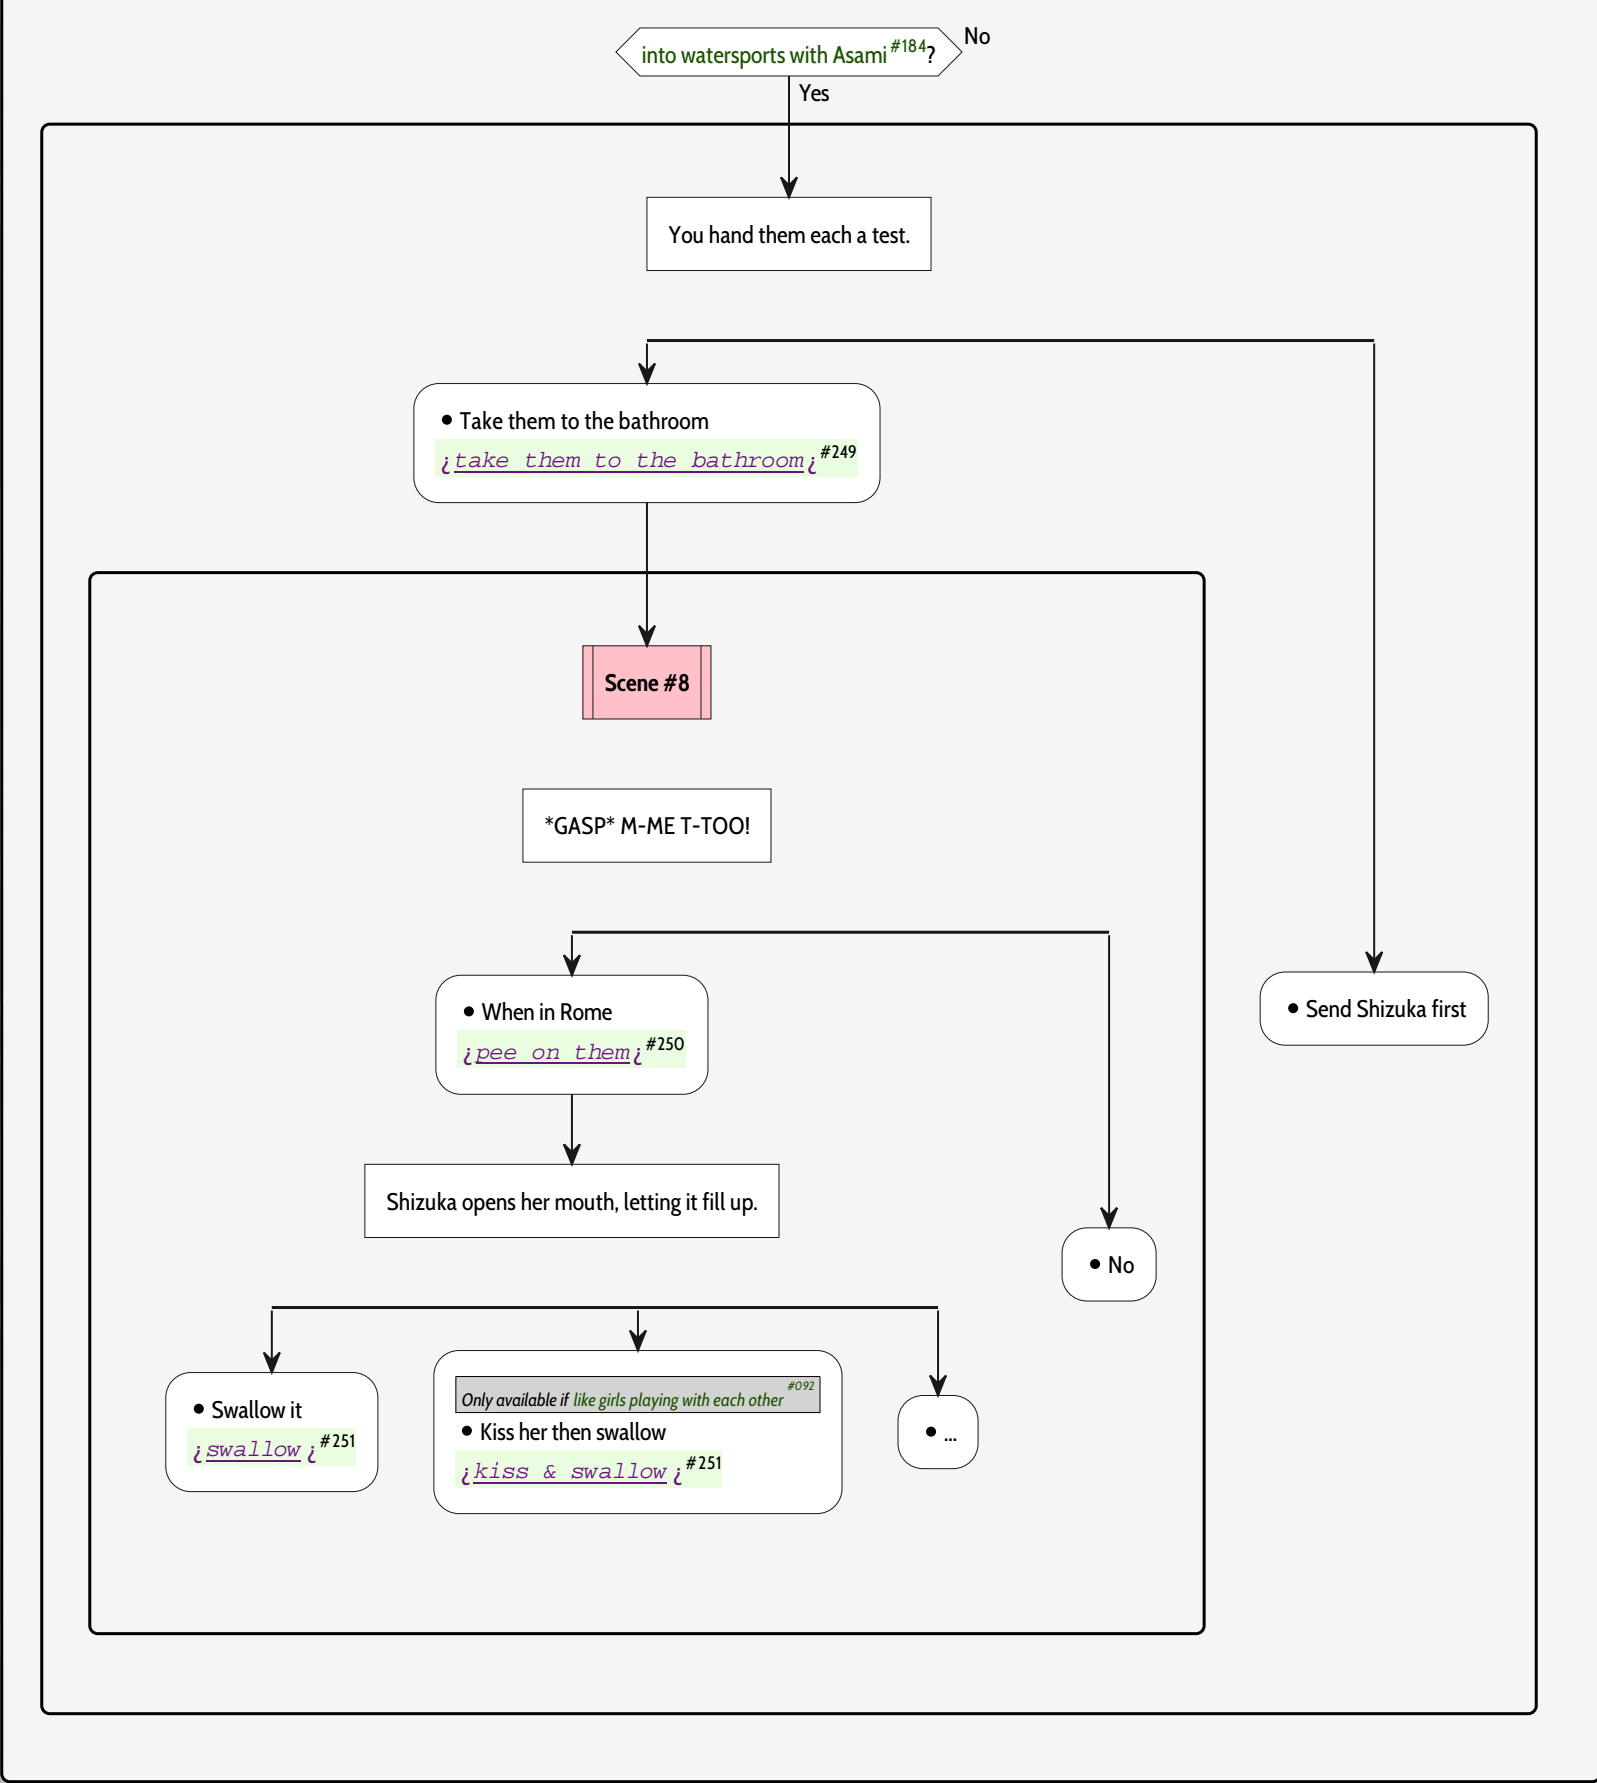 into watersports with Asami #184?
No
Yes
You hand them each a test.
• Take them to the bathroom
¿take them to the bathroom¿ #249
Scene #8
*GASP* M-ME T-TOO!
• When in Rome
¿pee on them¿ #250
• Send Shizuka first
Shizuka opens her mouth, letting it fill up.
• No
• Swallow it
¿swallow¿ #251
Only available if like girls playing with each other #092
• Kiss her then swallow
¿kiss & swallow¿ #251
• ...